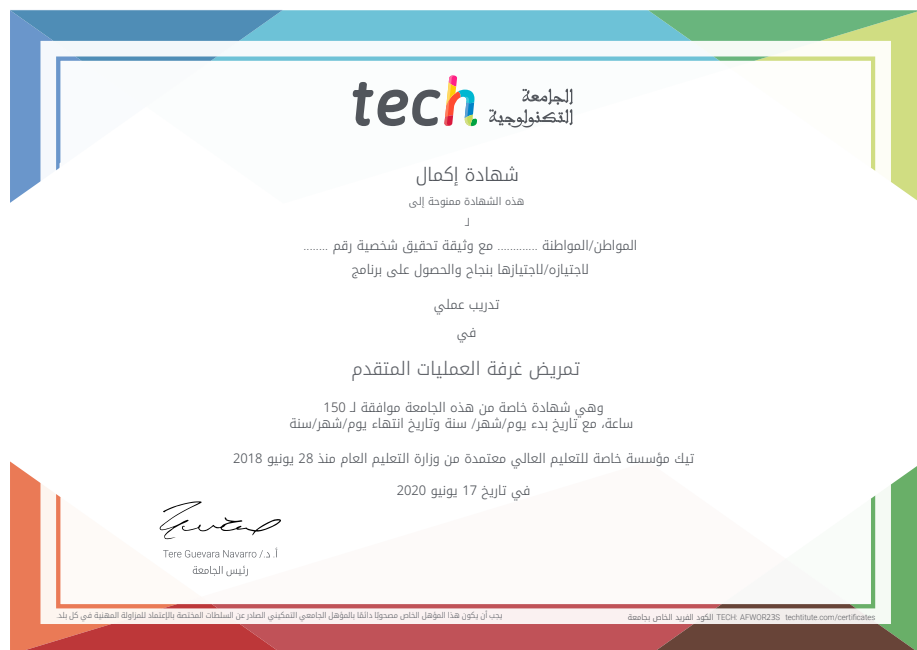 tech الجامعة
التكنولوجية
شهادة إكمال
هذه الشهادة ممنوحة إلى
لـ
المواطن/المواطنة ............. مع وثيقة تحقيق شخصية رقم ........
لاجتيازه/لاجتيازها بنجاح والحصول على برنامج
تدريب عملي
في
تمريض غرفة العمليات المتقدم
وهي شهادة خاصة من هذه الجامعة موافقة لـ 150
ساعة، مع تاريخ بدء يوم/شهر/ سنة وتاريخ انتهاء يوم/شهر/سنة
تيك مؤسسة خاصة للتعليم العالي معتمدة من وزارة التعليم العام منذ 28 يونيو 2018
في تاريخ 17 يونيو 2020
أ. د./ Tere Guevara Navarro
رئيس الجامعة
يجب أن يكون هذا المؤهل الخاص مصحوبًا دائمًا بالمؤهل الجامعي التمكيني الصادر عن السلطات المختصة بالاعتماد للمزاولة المهنية في كل بلد.
الكود الفريد الخاص بجامعة TECH: AFWOR23S techtitute.com/certificates